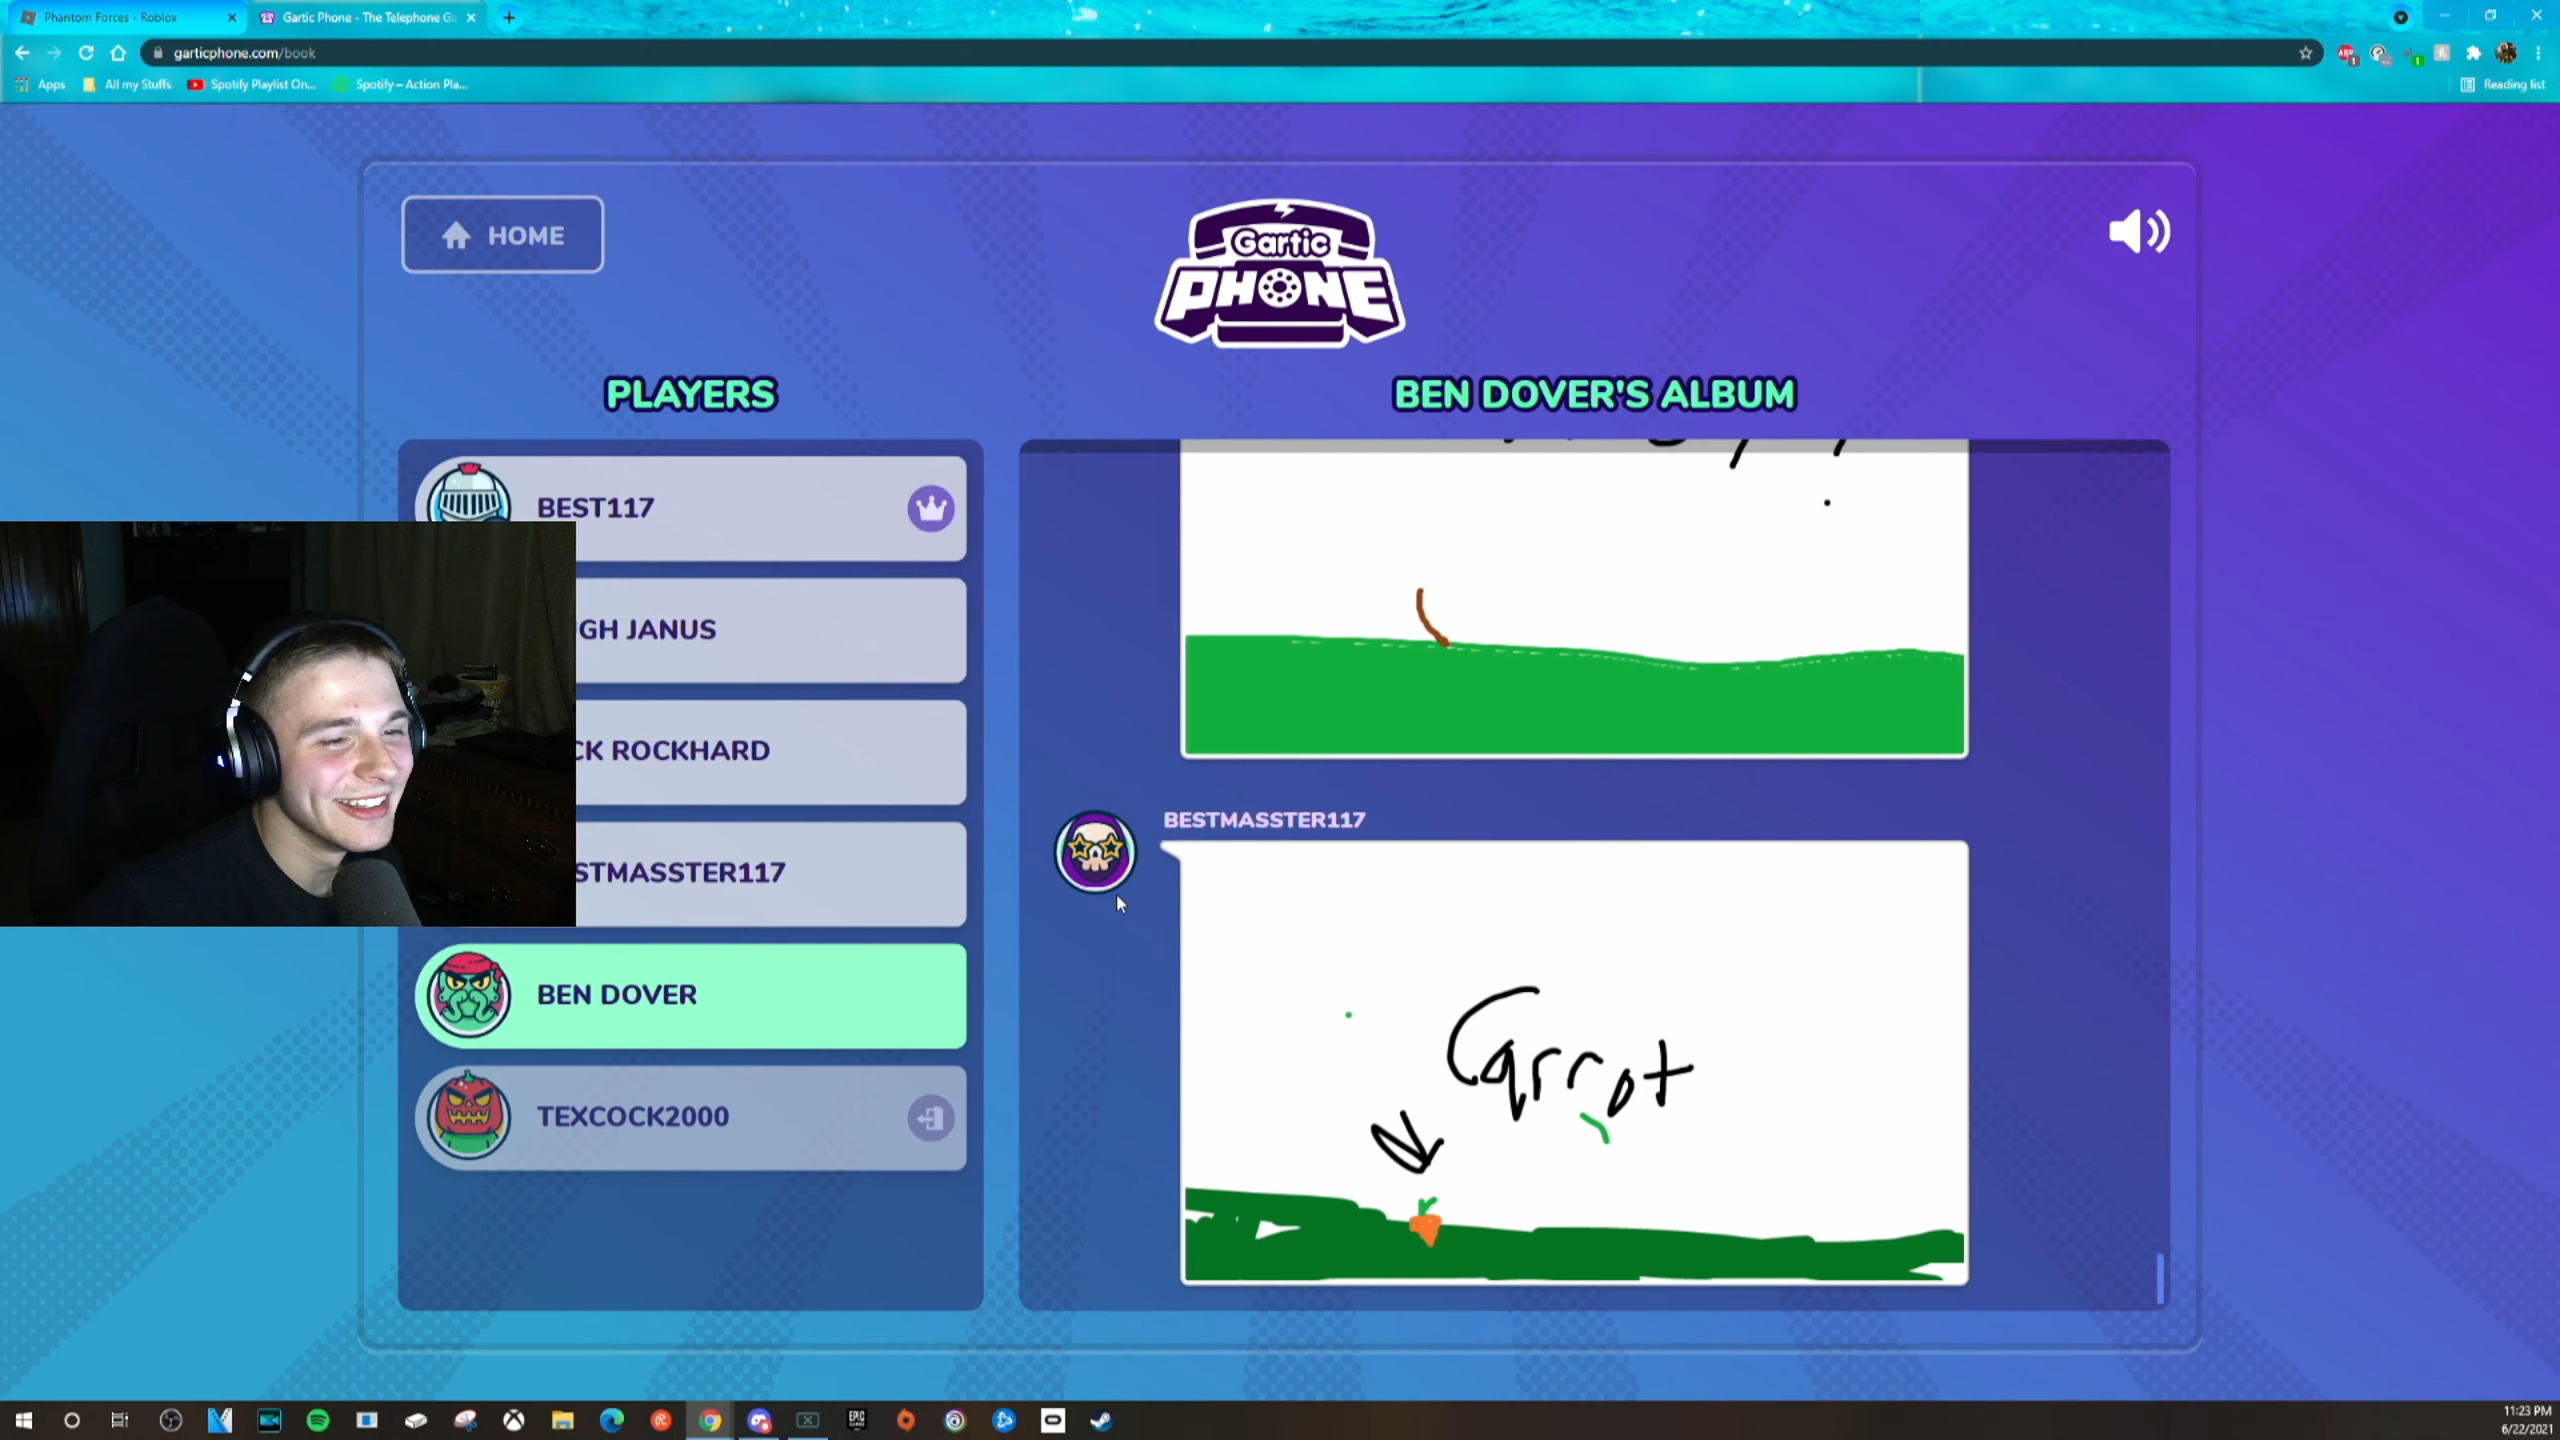 Phantom Forces - Roblox
Gartic Phone - The Telephone Ga
garticphone.com/book
Apps
All my Stuffs
Spotify Playlist On...
Spotify – Action Pla...
Reading list
HOME
Gartic
PHONE
PLAYERS
BEST117
GH JANUS
CK ROCKHARD
STMASSTER117
BEN DOVER
TEXCOCK2000
BEN DOVER'S ALBUM
BESTMASSTER117
Carrot
EPIC
11:23 PM
6/22/2021